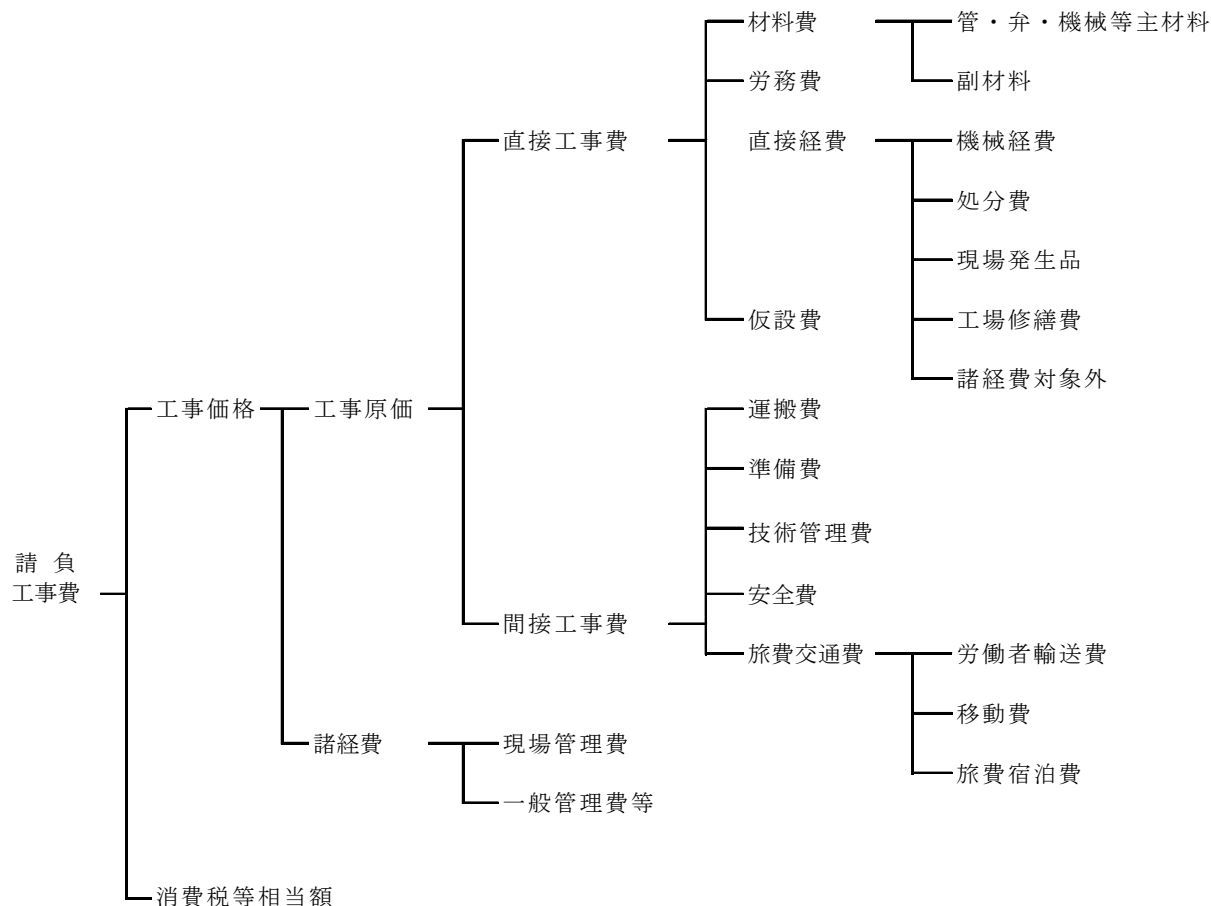 材料費
管・弁・機械等主材料
労務費
副材料
直接工事費
直接経費
機械経費
処分費
現場発生品
仮設費
工場修繕費
諸経費対象外
工事価格
工事原価
運搬費
準備費
技術管理費
請負
工事費
安全費
間接工事費
旅費交通費
労働者輸送費
移動費
諸経費
現場管理費
旅費宿泊費
一般管理費等
消費税等相当額